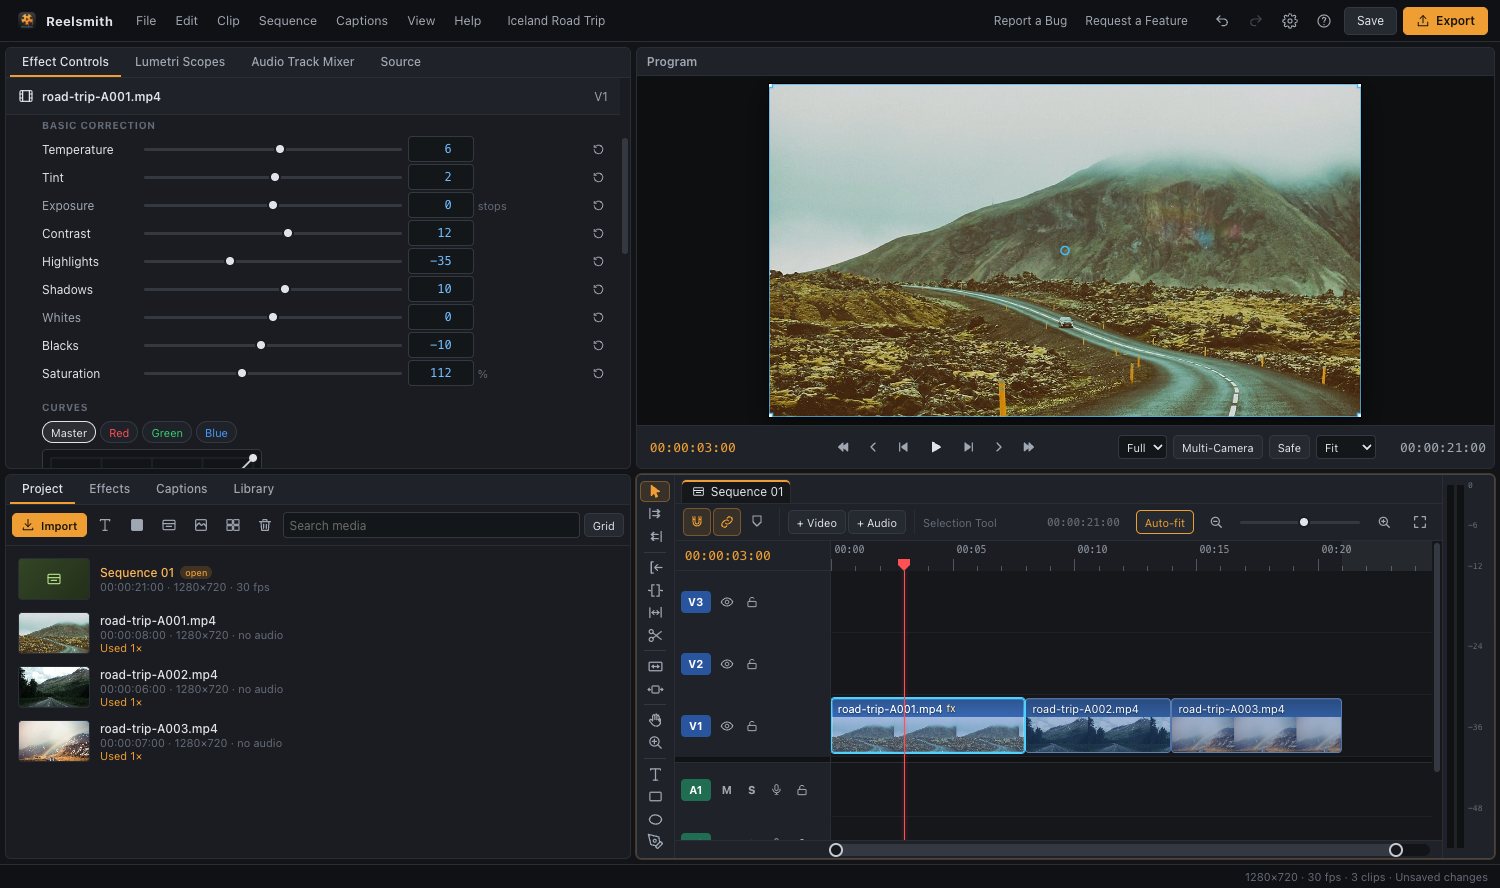 Reelsmith File Edit Clip Sequence Captions View Help Iceland Road Trip Report a Bug Request a Feature Save Export
Effect Controls Lumetri Scopes Audio Track Mixer Source
road-trip-A001.mp4 V1
BASIC CORRECTION
Temperature 6
Tint 2
Exposure 0 stops
Contrast 12
Highlights −35
Shadows 10
Whites 0
Blacks −10
Saturation 112 %
CURVES
Master Red Green Blue
Program
00:00:03:00 Full Multi-Camera Safe Fit 00:00:21:00
Project Effects Captions Library
Import Search media Grid
Sequence 01 open
00:00:21:00 · 1280×720 · 30 fps
road-trip-A001.mp4
00:00:08:00 · 1280×720 · no audio
Used 1×
road-trip-A002.mp4
00:00:06:00 · 1280×720 · no audio
Used 1×
road-trip-A003.mp4
00:00:07:00 · 1280×720 · no audio
Used 1×
Sequence 01
+ Video + Audio Selection Tool 00:00:21:00 Auto-fit
00:00:03:00 00:00 00:05 00:10 00:15 00:20
V3
V2
V1 road-trip-A001.mp4 fx road-trip-A002.mp4 road-trip-A003.mp4
A1 M S
0
−6
−12
−24
−36
−48
1280×720 · 30 fps · 3 clips · Unsaved changes